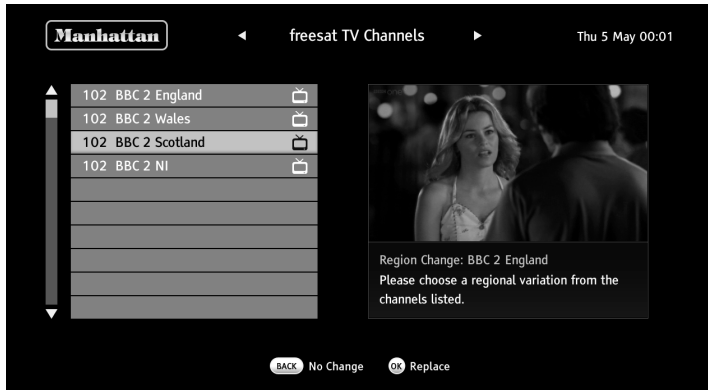 Manhattan
freesat TV Channels
Thu 5 May 00:01
102 BBC 2 England
102 BBC 2 Wales
102 BBC 2 Scotland
102 BBC 2 NI
Region Change: BBC 2 England
Please choose a regional variation from the
channels listed.
BACK No Change OK Replace